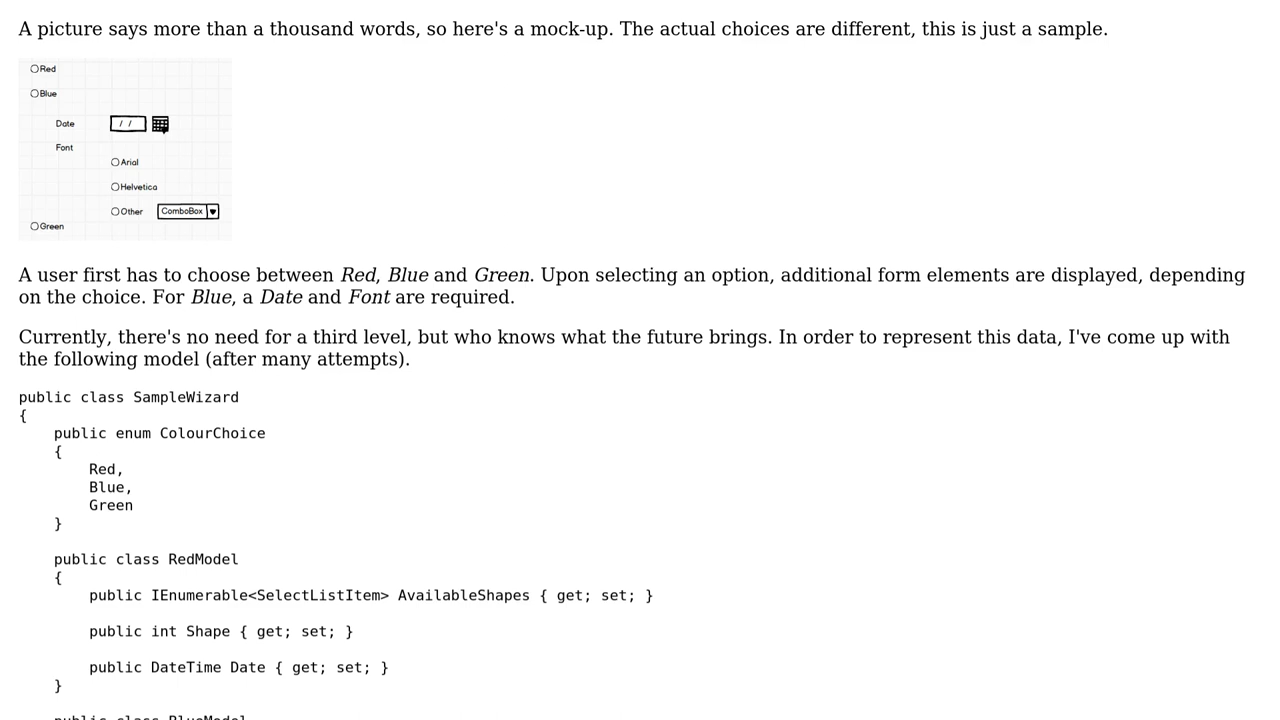 A picture says more than a thousand words, so here's a mock-up. The actual choices are different, this is just a sample.
Red
Blue
Date / /
Font
Arial
Helvetica
Other ComboBox
Green
A user first has to choose between Red, Blue and Green. Upon selecting an option, additional form elements are displayed, depending
on the choice. For Blue, a Date and Font are required.
Currently, there's no need for a third level, but who knows what the future brings. In order to represent this data, I've come up with
the following model (after many attempts).
public class SampleWizard
{
    public enum ColourChoice
    {
        Red,
        Blue,
        Green
    }
    public class RedModel
    {
        public IEnumerable<SelectListItem> AvailableShapes { get; set; }
        public int Shape { get; set; }
        public DateTime Date { get; set; }
    }
    public class BlueModel